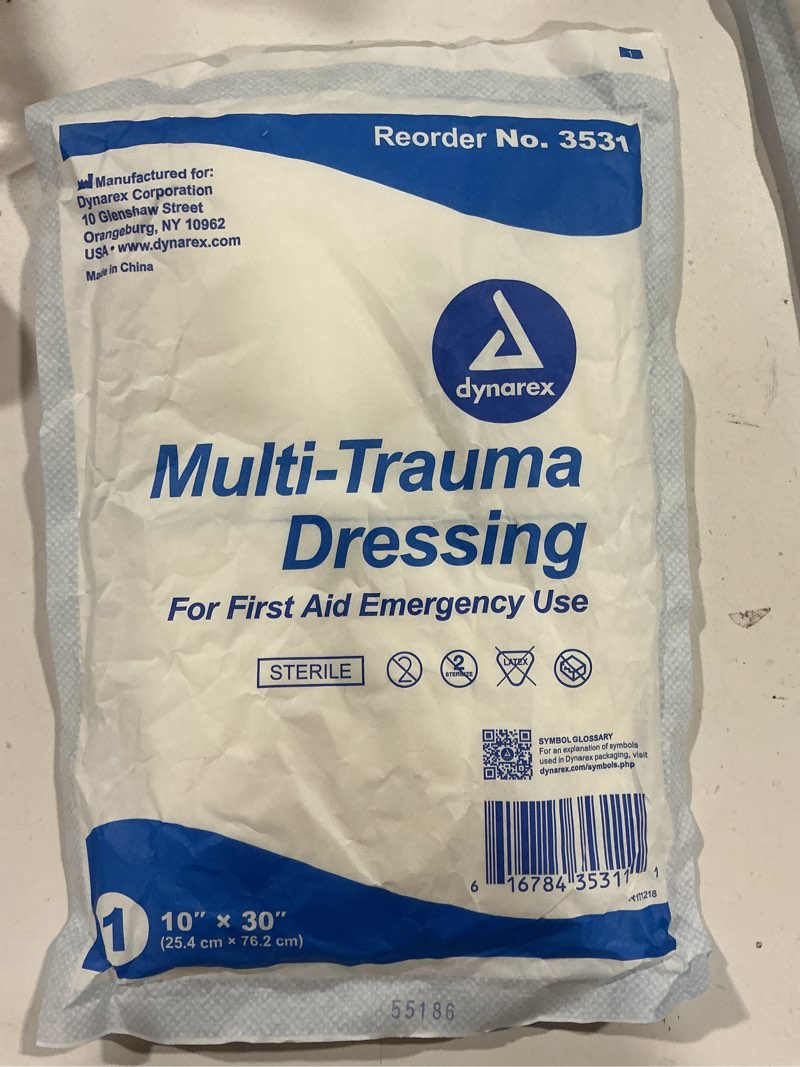 1
Reorder No. 3531
Manufactured for:
Dynarex Corporation
10 Glenshaw Street
Orangeburg, NY 10962
USA • www.dynarex.com
Made in China
dynarex
Multi-Trauma
Dressing
For First Aid Emergency Use
STERILE
2
2
STERILIZE
LATEX
SYMBOL GLOSSARY
For an explanation of symbols
used in Dynarex packaging, visit
dynarex.com/symbols.php
6 16784 35311 1
1
10" × 30"
(25.4 cm × 76.2 cm)
55186